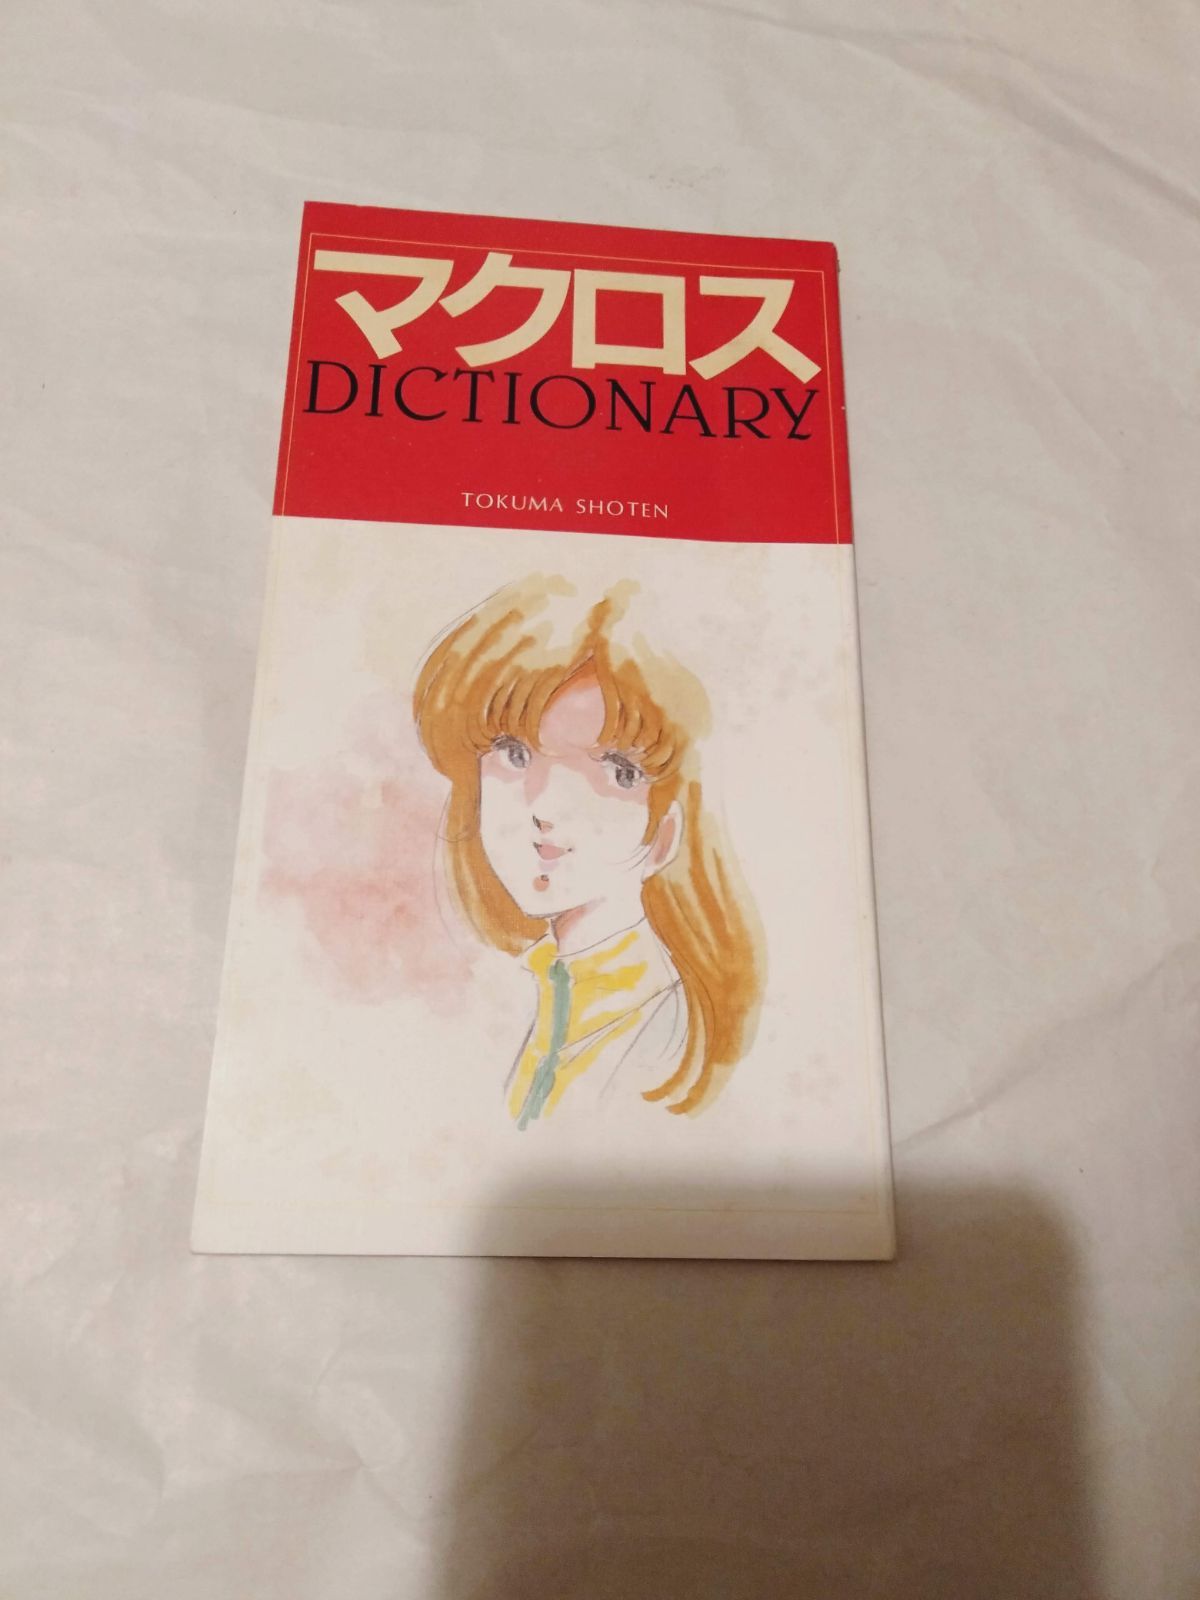 マクロス
DICTIONARY
TOKUMA SHOTEN